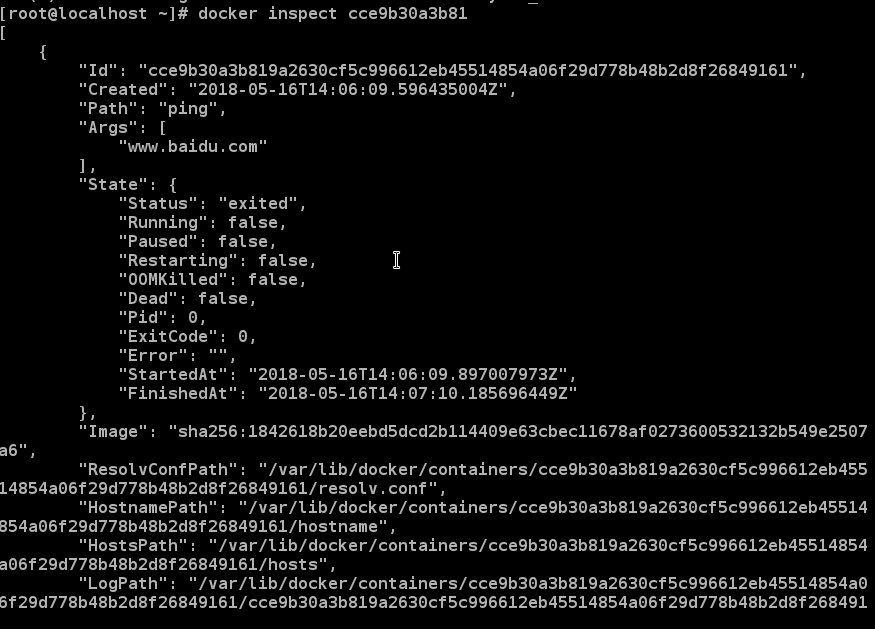 [root@localhost ~]# docker inspect cce9b30a3b81
[
    {
        "Id": "cce9b30a3b819a2630cf5c996612eb45514854a06f29d778b48b2d8f26849161",
        "Created": "2018-05-16T14:06:09.596435004Z",
        "Path": "ping",
        "Args": [
            "www.baidu.com"
        ],
        "State": {
            "Status": "exited",
            "Running": false,
            "Paused": false,
            "Restarting": false,
            "OOMKilled": false,
            "Dead": false,
            "Pid": 0,
            "ExitCode": 0,
            "Error": "",
            "StartedAt": "2018-05-16T14:06:09.897007973Z",
            "FinishedAt": "2018-05-16T14:07:10.185696449Z"
        },
        "Image": "sha256:1842618b20eebd5dcd2b114409e63cbec11678af0273600532132b549e2507
a6",
        "ResolvConfPath": "/var/lib/docker/containers/cce9b30a3b819a2630cf5c996612eb455
14854a06f29d778b48b2d8f26849161/resolv.conf",
        "HostnamePath": "/var/lib/docker/containers/cce9b30a3b819a2630cf5c996612eb45514
854a06f29d778b48b2d8f26849161/hostname",
        "HostsPath": "/var/lib/docker/containers/cce9b30a3b819a2630cf5c996612eb45514854
a06f29d778b48b2d8f26849161/hosts",
        "LogPath": "/var/lib/docker/containers/cce9b30a3b819a2630cf5c996612eb45514854a0
6f29d778b48b2d8f26849161/cce9b30a3b819a2630cf5c996612eb45514854a06f29d778b48b2d8f268491